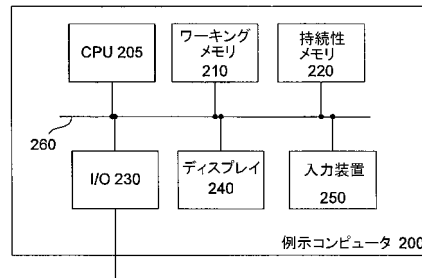 CPU 205
ワーキング
メモリ
210
持続性
メモリ
220
260
I/O 230
ディスプレイ
240
入力装置
250
例示コンピュータ 200